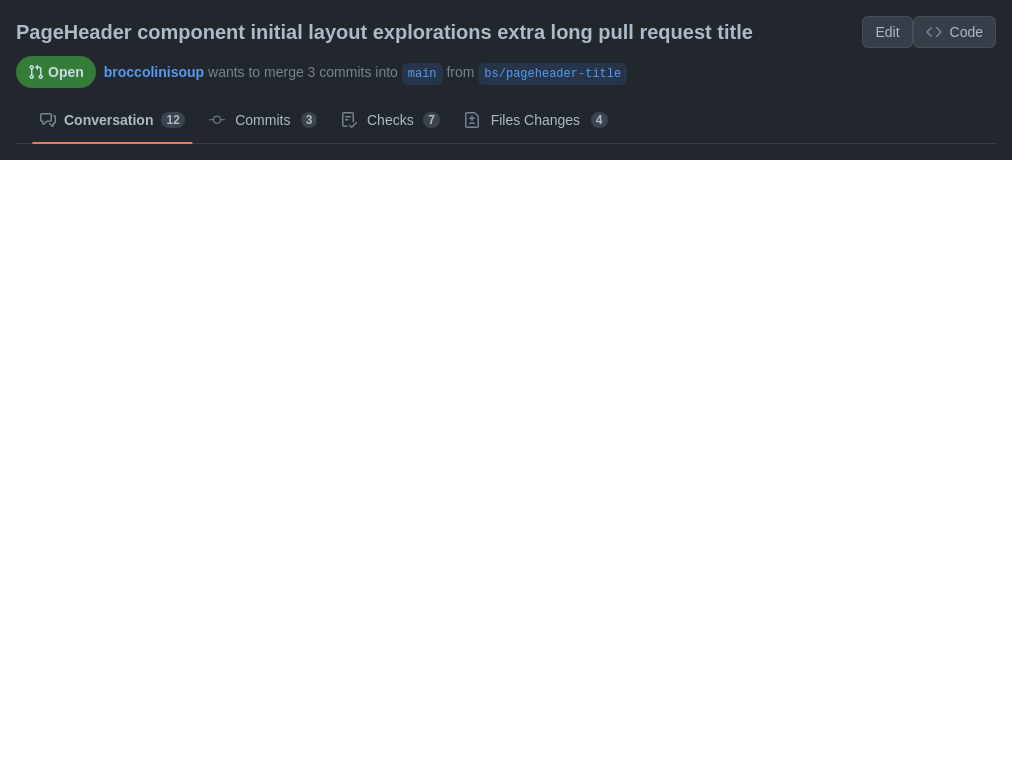 PageHeader component initial layout explorations extra long pull request title
Edit Code
Open broccolinisoup wants to merge 3 commits into main from bs/pageheader-title
Conversation 12 Commits 3 Checks 7 Files Changes 4